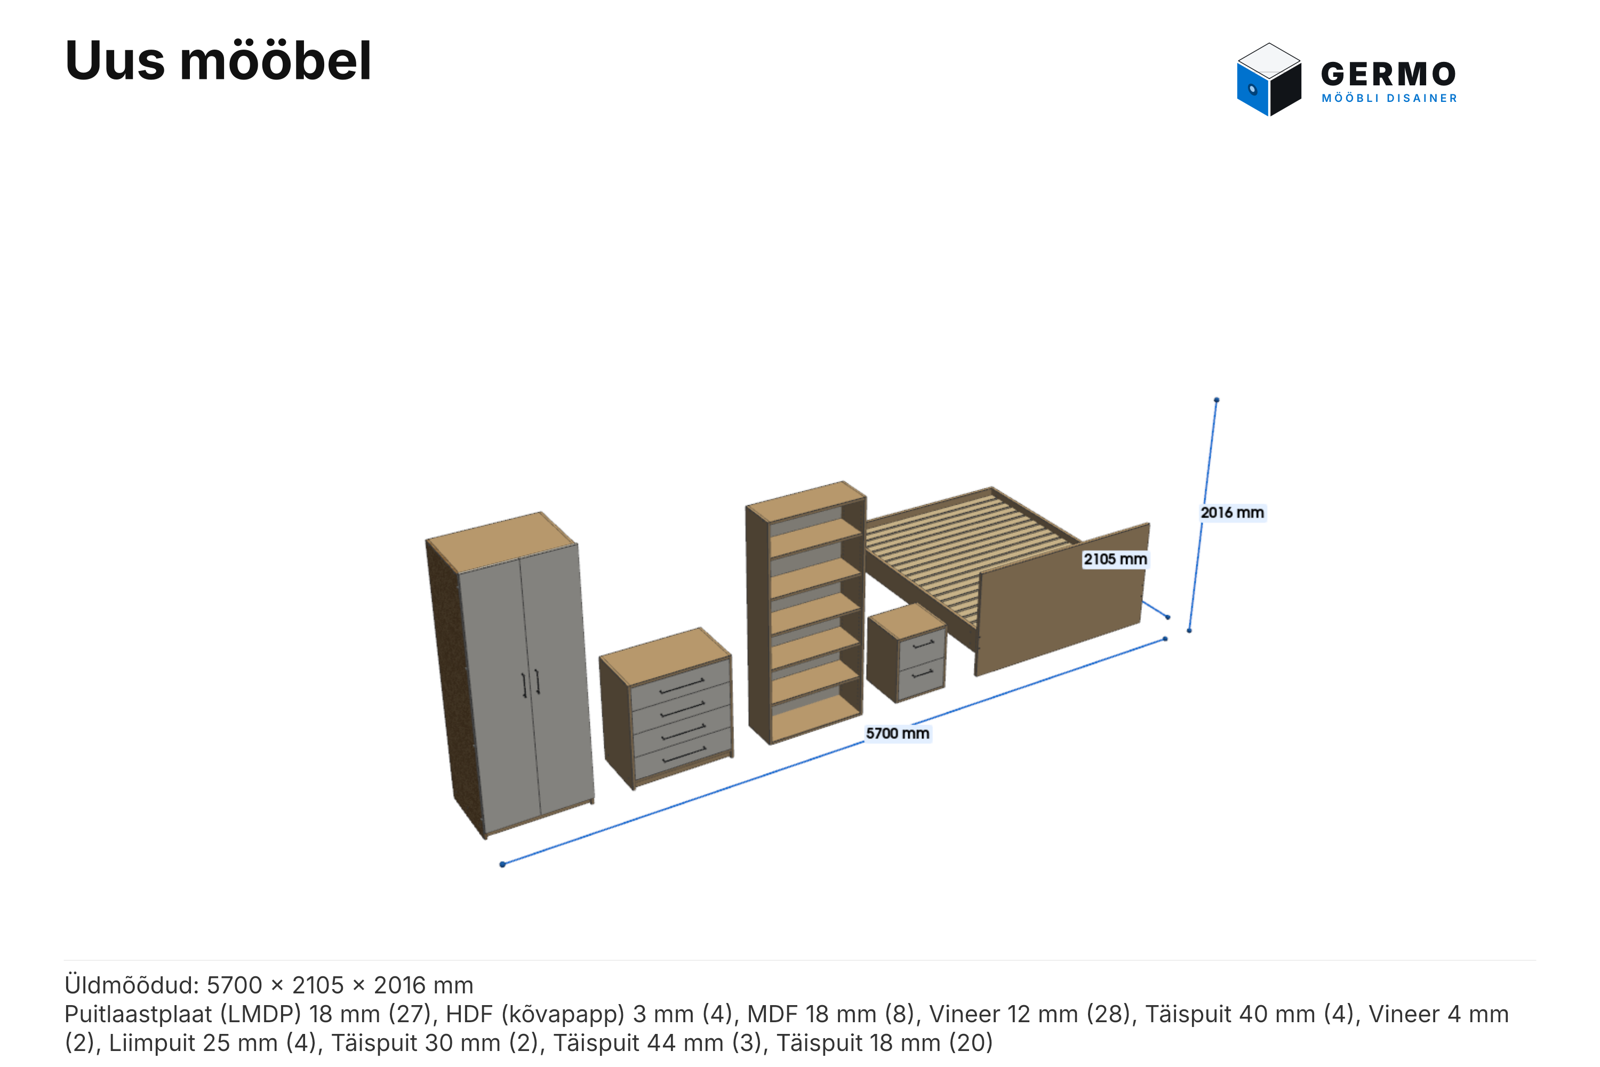 Uus mööbel
GERMO
MÖÖBLI DISAINER
2016 mm
2105 mm
5700 mm
Üldmõõdud: 5700 × 2105 × 2016 mm
Puitlaastplaat (LMDP) 18 mm (27), HDF (kõvapapp) 3 mm (4), MDF 18 mm (8), Vineer 12 mm (28), Täispuit 40 mm (4), Vineer 4 mm
(2), Liimpuit 25 mm (4), Täispuit 30 mm (2), Täispuit 44 mm (3), Täispuit 18 mm (20)